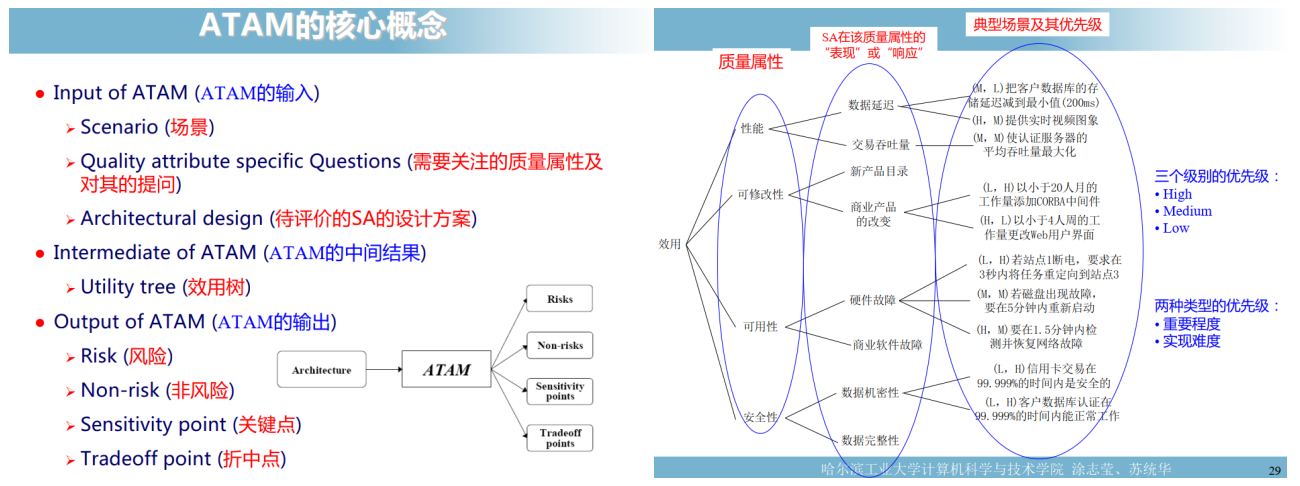 ATAM的核心概念
● Input of ATAM (ATAM的输入)
➢ Scenario (场景)
➢ Quality attribute specific Questions (需要关注的质量属性及
对其的提问)
➢ Architectural design (待评价的SA的设计方案)
● Intermediate of ATAM (ATAM的中间结果)
➢ Utility tree (效用树)
● Output of ATAM (ATAM的输出)
➢ Risk (风险)
➢ Non-risk (非风险)
➢ Sensitivity point (关键点)
➢ Tradeoff point (折中点)
Architecture
ATAM
Risks
Non-risks
Sensitivity
points
Tradeoff
points
质量属性
SA在该质量属性的
“表现”或“响应”
典型场景及其优先级
效用
性能
数据延迟
(M, L)把客户数据库的存
储延迟减到最小值(200ms)
(H, M)提供实时视频图象
交易吞吐量
(M, M)使认证服务器的
平均吞吐量最大化
可修改性
新产品目录
商业产品
的改变
(L, H)以小于20人月的
工作量添加CORBA中间件
(H, L)以小于4人周的工
作量更改Web用户界面
可用性
硬件故障
(L, H)若站点1断电，要求在
3秒内将任务重定向到站点3
(M, M)若磁盘出现故障，
要在5分钟内重新启动
(H, M)要在1.5分钟内检
测并恢复网络故障
商业软件故障
安全性
数据机密性
(L, H)信用卡交易在
99.999%的时间内是安全的
(L, H)客户数据库认证在
99.999%的时间内能正常工作
数据完整性
三个级别的优先级：
• High
• Medium
• Low
两种类型的优先级：
• 重要程度
• 实现难度
哈尔滨工业大学计算机科学与技术学院 涂志莹、苏统华
29